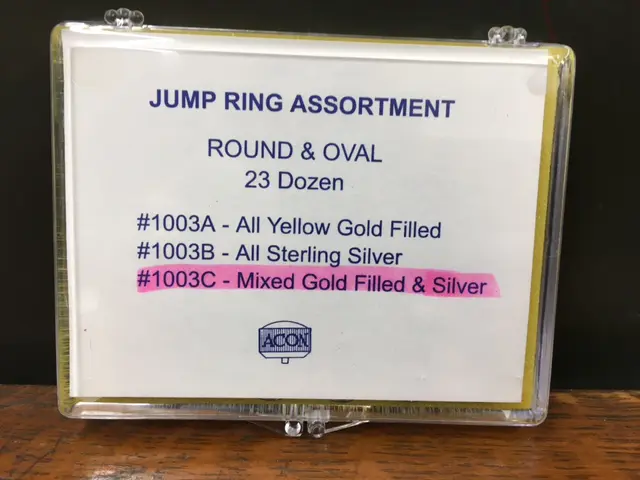 JUMP RING ASSORTMENT
ROUND & OVAL
23 Dozen
#1003A - All Yellow Gold Filled
#1003B - All Sterling Silver
#1003C - Mixed Gold Filled & Silver
ACON